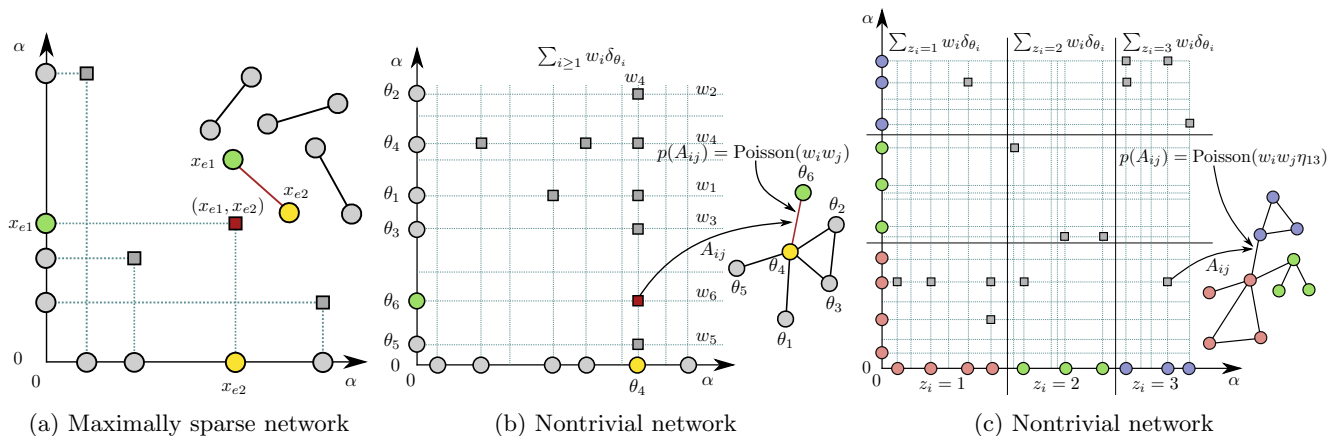 α
x_{e1}
x_{e2}
(x_{e1}, x_{e2})
x_{e1}
0
0
x_{e2}
α
(a) Maximally sparse network
∑_{i≥1} w_i δ_{θ_i}
α
w_4
θ_2
w_2
θ_4
w_4
p(A_{ij}) = Poisson(w_i w_j)
θ_6
θ_1
w_1
θ_2
θ_3
w_3
A_{ij}
θ_4
θ_5
θ_3
θ_6
w_6
θ_1
θ_5
w_5
0
0
θ_4
α
(b) Nontrivial network
α
∑_{z_i=1} w_i δ_{θ_i}
∑_{z_i=2} w_i δ_{θ_i}
∑_{z_i=3} w_i δ_{θ_i}
p(A_{ij}) = Poisson(w_i w_j η_{13})
A_{ij}
0
0
z_i = 1
z_i = 2
z_i = 3
α
(c) Nontrivial network